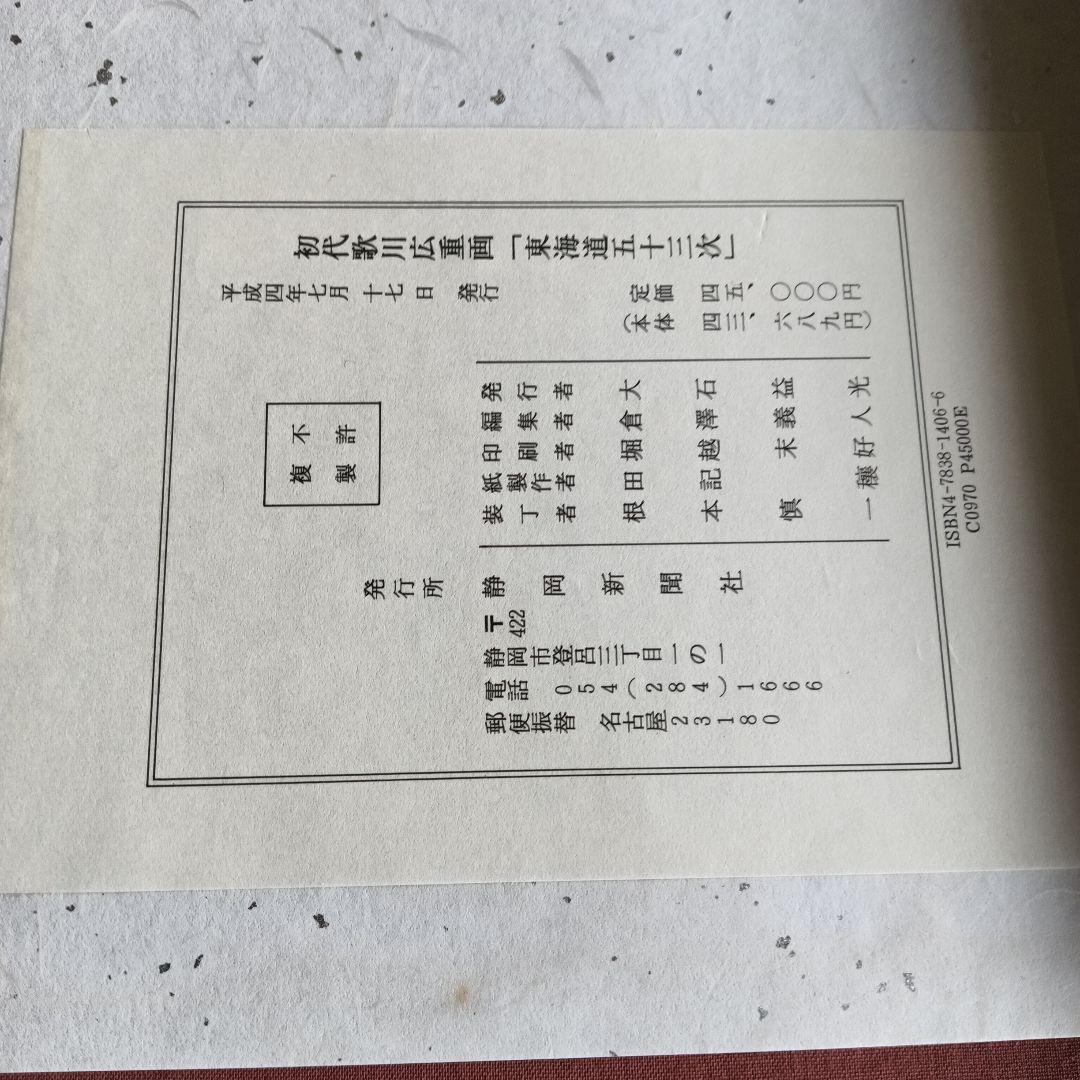 初代歌川広重画「東海道五十三次」
平成四年七月十七日 発行
定価 四五、〇〇〇円
(本体 四三、六八九円)
発行者 大石益光
編集者 倉澤義人
印刷者 堀越末好
紙製作者 田記穰
装丁者 根本慎一
不許
複製
発行所 静岡新聞社
〒422
静岡市登呂三丁目一の一
電話 054(284)1666
郵便振替 名古屋23180
ISBN4-7838-1406-6
C0970 P45000E